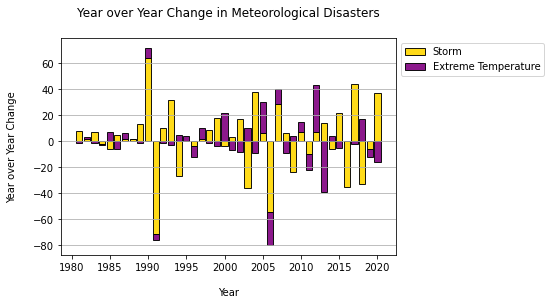 Year over Year Change in Meteorological Disasters
Storm
Extreme Temperature
Year over Year Change
60
40
20
0
−20
−40
−60
−80
1980 1985 1990 1995 2000 2005 2010 2015 2020
Year